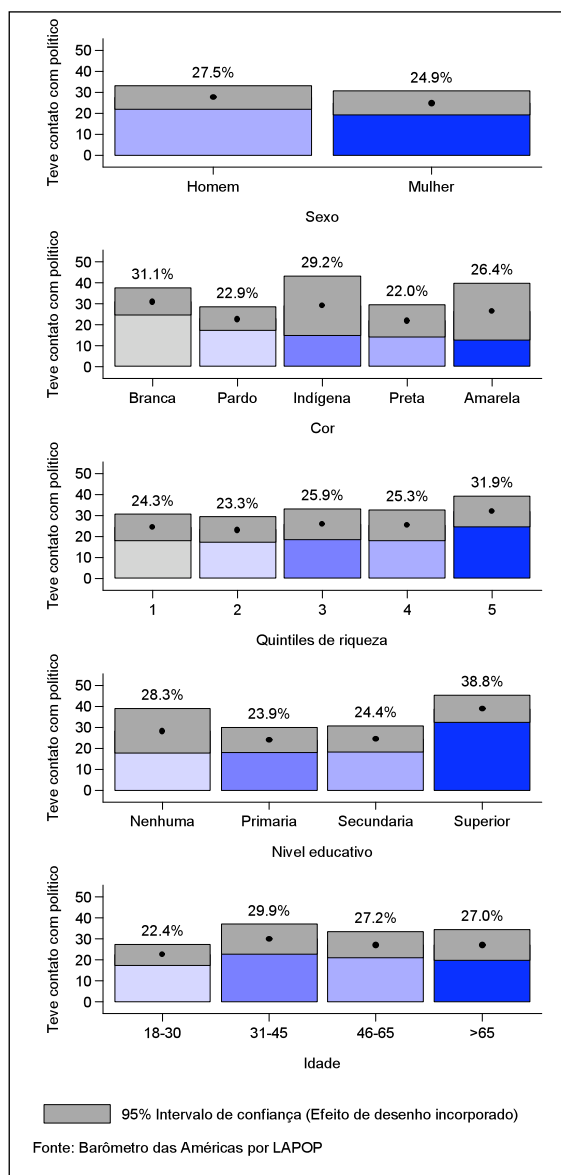 Teve contato com político
50
40
30
20
10
0
27.5% 24.9%
Homem Mulher
Sexo
Teve contato com político
50
40
30
20
10
0
31.1% 22.9% 29.2% 22.0% 26.4%
Branca Pardo Indígena Preta Amarela
Cor
Teve contato com político
50
40
30
20
10
0
24.3% 23.3% 25.9% 25.3% 31.9%
1 2 3 4 5
Quintiles de riqueza
Teve contato com político
50
40
30
20
10
0
28.3% 23.9% 24.4% 38.8%
Nenhuma Primaria Secundaria Superior
Nivel educativo
Teve contato com político
50
40
30
20
10
0
22.4% 29.9% 27.2% 27.0%
18-30 31-45 46-65 >65
Idade
95% Intervalo de confiança (Efeito de desenho incorporado)
Fonte: Barômetro das Américas por LAPOP